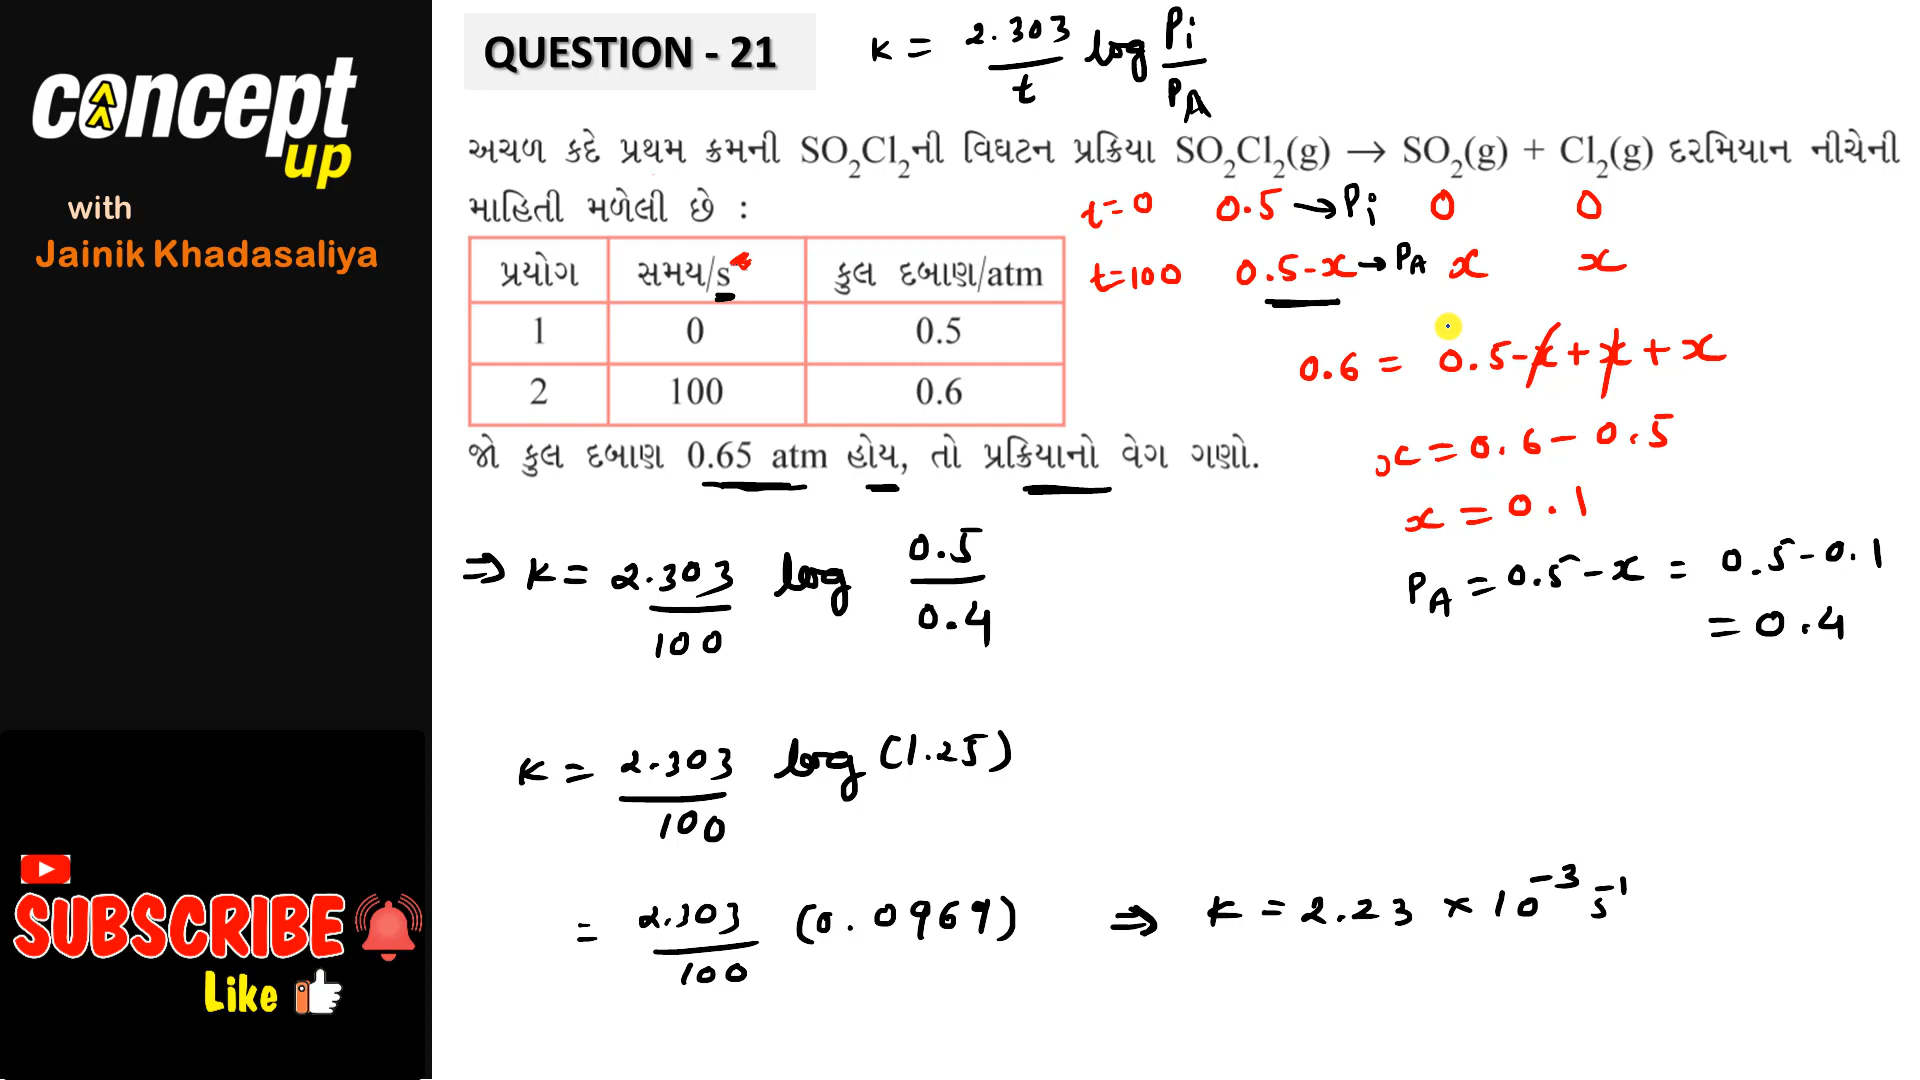 concept
up
with
Jainik Khadasaliya
QUESTION - 21
K = 2.303/t log Pi/PA
અચળ કદે પ્રથમ ક્રમની SO₂Cl₂ની વિઘટન પ્રક્રિયા SO₂Cl₂(g) → SO₂(g) + Cl₂(g) દરમિયાન નીચેની
માહિતી મળેલી છે :
t=0 0.5 → Pi 0 0
t=100 0.5-x → PA x x
પ્રયોગ સમય/s કુલ દબાણ/atm
1 0 0.5
2 100 0.6
0.6 = 0.5-x+x+x
x = 0.6 - 0.5
x = 0.1
જો કુલ દબાણ 0.65 atm હોય, તો પ્રક્રિયાનો વેગ ગણો.
PA = 0.5-x = 0.5-0.1
= 0.4
⇒ K = 2.303/100 log 0.5/0.4
K = 2.303/100 log (1.25)
= 2.303/100 (0.0969) ⇒ K = 2.23 × 10⁻³ s⁻¹
SUBSCRIBE
Like